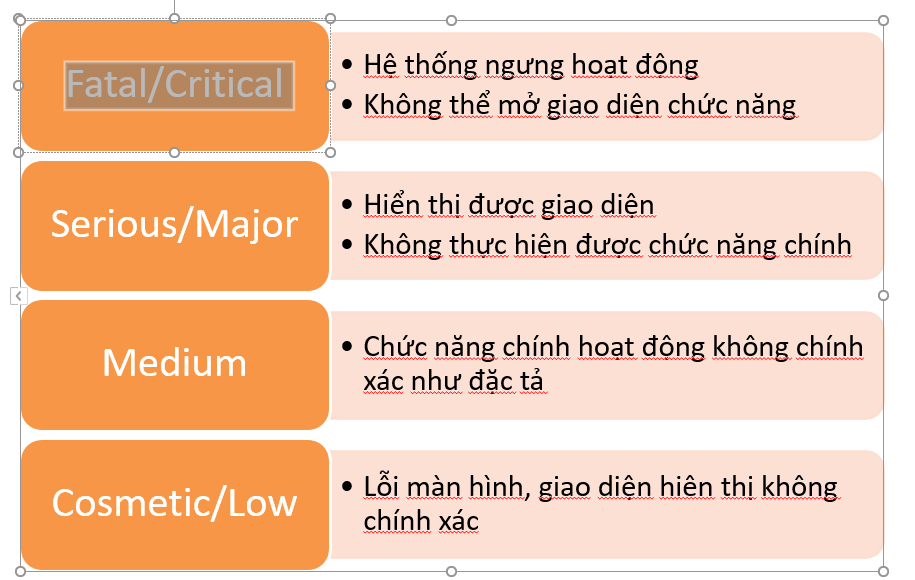 Fatal/Critical
• Hệ thống ngưng hoạt động
• Không thể mở giao diện chức năng
Serious/Major
• Hiển thị được giao diện
• Không thực hiện được chức năng chính
Medium
• Chức năng chính hoạt động không chính
xác như đặc tả
Cosmetic/Low
• Lỗi màn hình, giao diện hiên thị không
chính xác